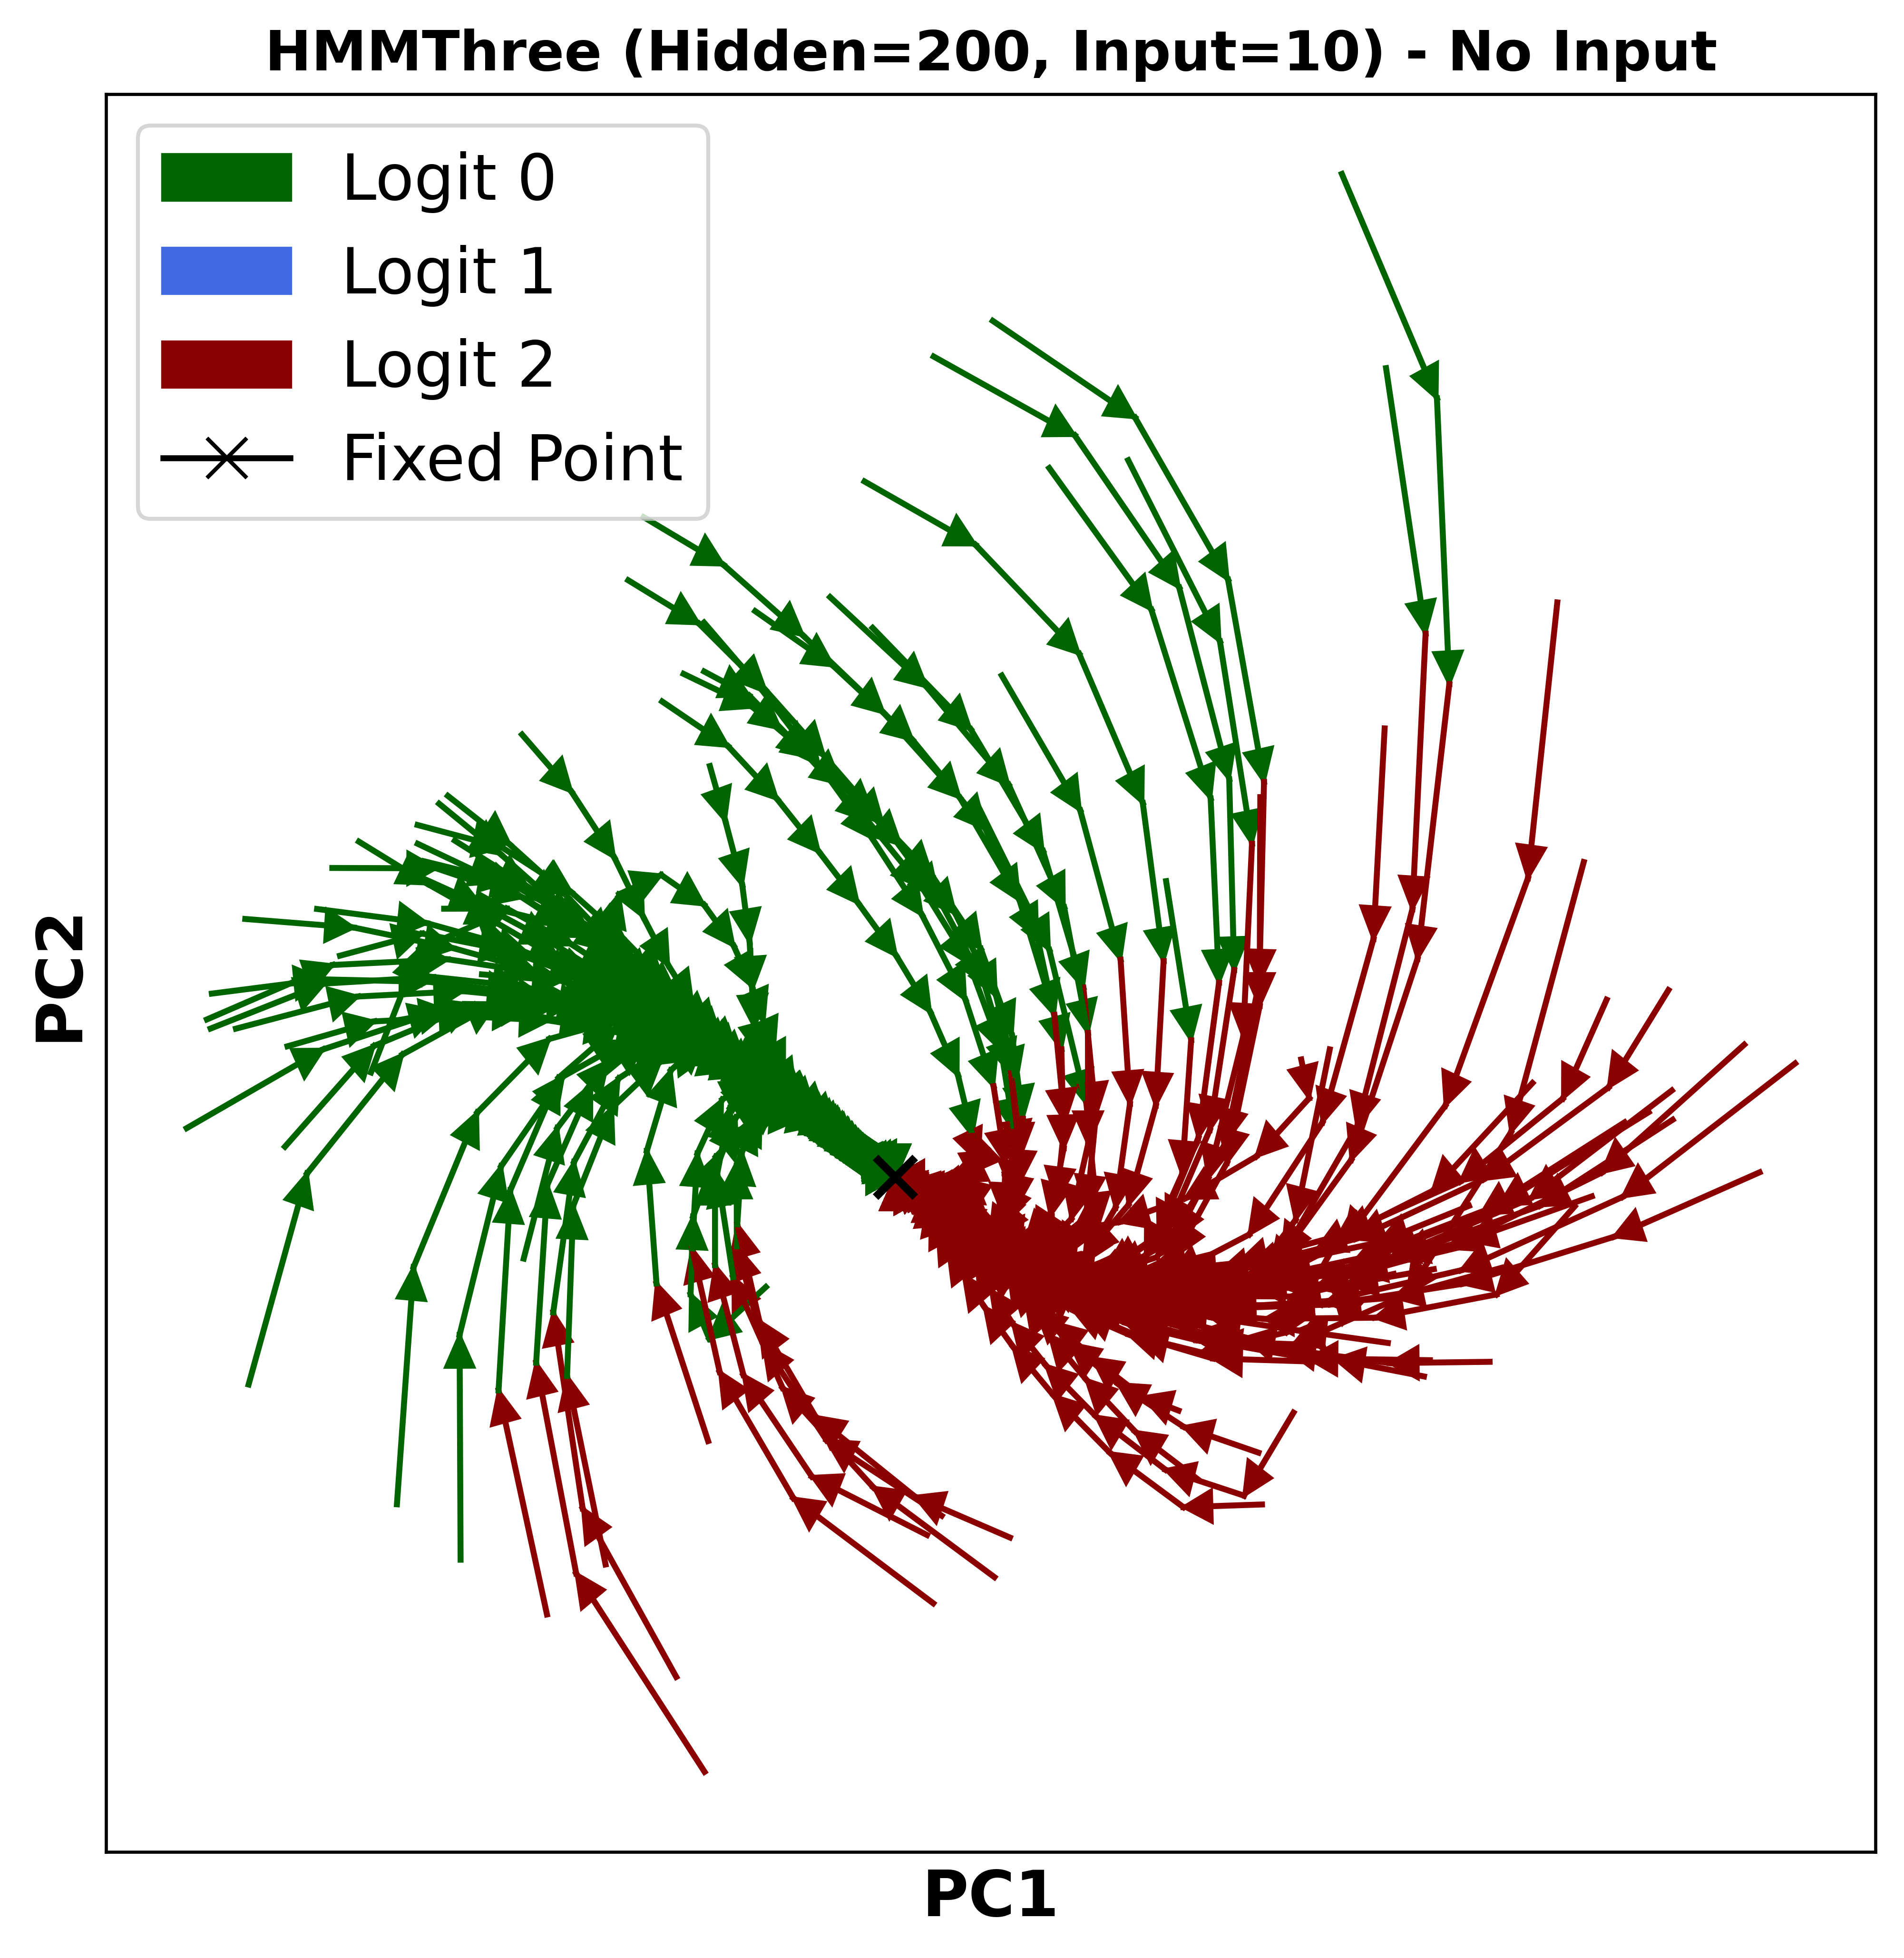 HMMThree (Hidden=200, Input=10) - No Input
Logit 0
Logit 1
Logit 2
Fixed Point
PC2
PC1